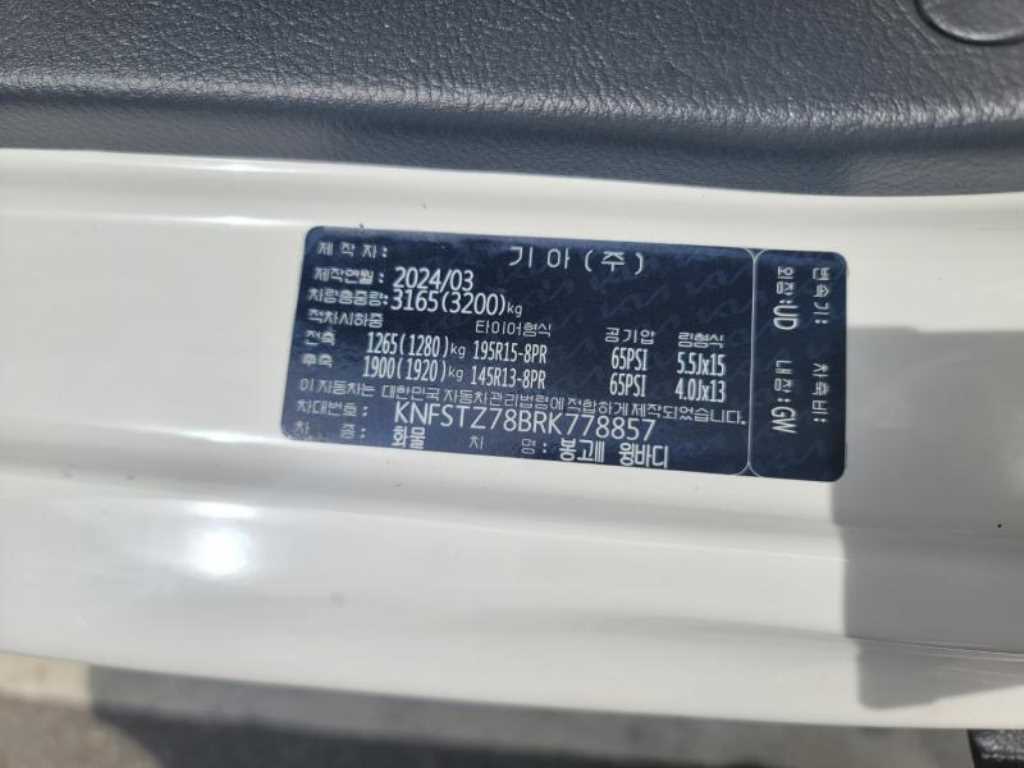 제 작 자 : 기 아 ( 주 )
제작연월 : 2024/03
차량총중량: 3165(3200)kg
적차시하중 타이어형식 공기압 림형식
전축 1265(1280)kg 195R15-8PR 65PSI 5.5Jx15
후축 1900(1920)kg 145R13-8PR 65PSI 4.0Jx13
이 자동차는 대한민국 자동차관리법령에 적합하게 제작되었습니다.
차대번호 : KNFSTZ78BRK778857
차 종 : 화물 차 명 : 봉고Ⅲ 윙바디
변속기: 차축비:
외장:UD 내장:GW